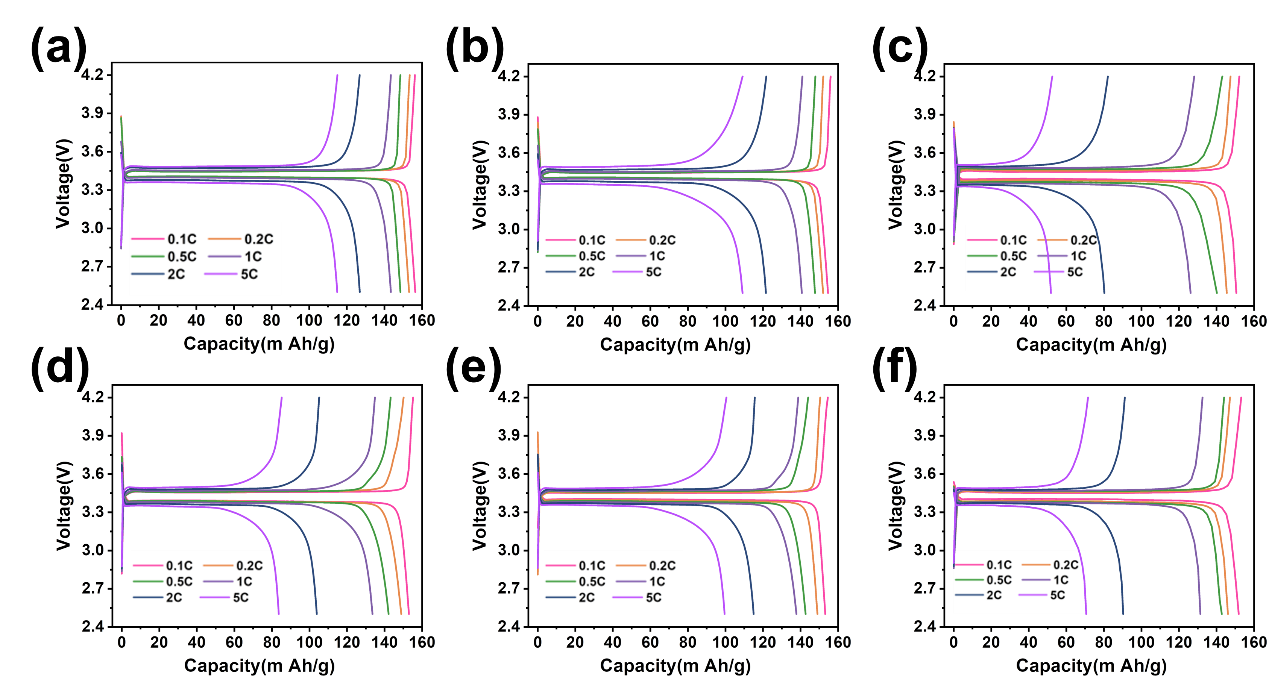 (a)
Voltage(V)
4.2
3.9
3.6
3.3
3.0
2.7
2.4
0.1C 0.2C
0.5C 1C
2C 5C
0 20 40 60 80 100 120 140 160
Capacity(m Ah/g)
(b)
Voltage(V)
4.2
3.9
3.6
3.3
3.0
2.7
2.4
0.1C 0.2C
0.5C 1C
2C 5C
0 20 40 60 80 100 120 140 160
Capacity(m Ah/g)
(c)
Voltage(V)
4.2
3.9
3.6
3.3
3.0
2.7
2.4
0.1C 0.2C
0.5C 1C
2C 5C
0 20 40 60 80 100 120 140 160
Capacity(m Ah/g)
(d)
Voltage(V)
4.2
3.9
3.6
3.3
3.0
2.7
2.4
0.1C 0.2C
0.5C 1C
2C 5C
0 20 40 60 80 100 120 140 160
Capacity(m Ah/g)
(e)
Voltage(V)
4.2
3.9
3.6
3.3
3.0
2.7
2.4
0.1C 0.2C
0.5C 1C
2C 5C
0 20 40 60 80 100 120 140 160
Capacity(m Ah/g)
(f)
Voltage(V)
4.2
3.9
3.6
3.3
3.0
2.7
2.4
0.1C 0.2C
0.5C 1C
2C 5C
0 20 40 60 80 100 120 140 160
Capacity(m Ah/g)